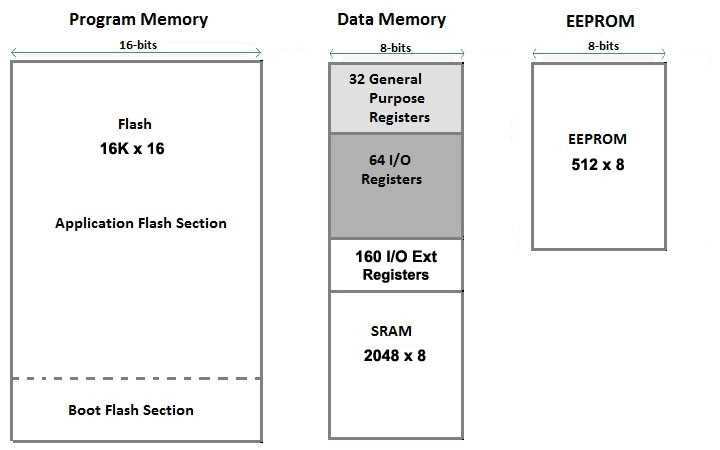 Program Memory
16-bits
Flash
16K x 16
Application Flash Section
Boot Flash Section
Data Memory
8-bits
32 General
Purpose
Registers
64 I/O
Registers
160 I/O Ext
Registers
SRAM
2048 x 8
EEPROM
8-bits
EEPROM
512 x 8